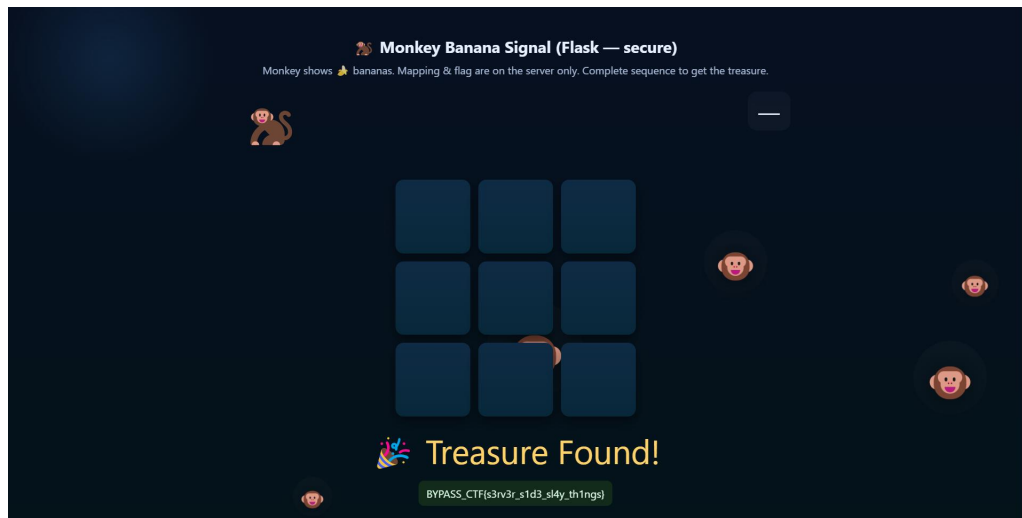 Monkey Banana Signal (Flask — secure)
Monkey shows 🍌 bananas. Mapping & flag are on the server only. Complete sequence to get the treasure.
—
Treasure Found!
BYPASS_CTF{s3rv3r_s1d3_sl4y_th1ngs}